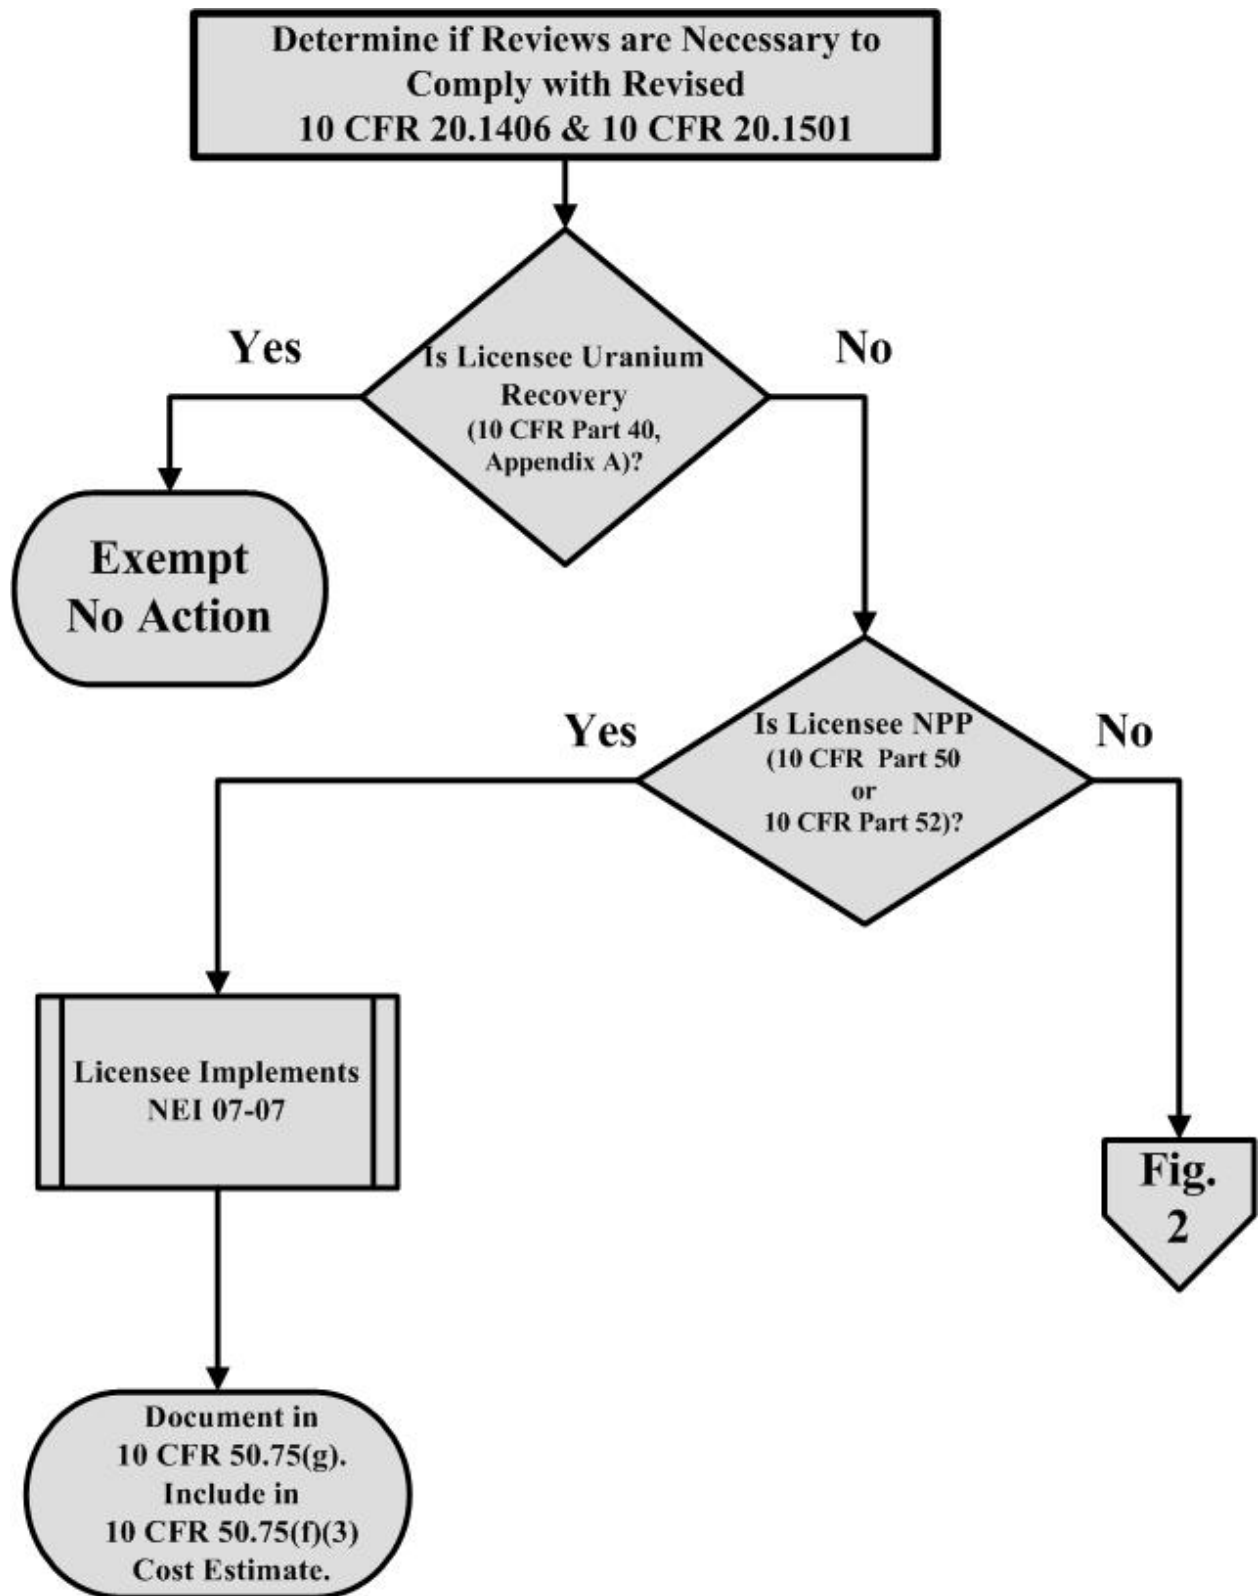 Determine if Reviews are Necessary to
Comply with Revised
10 CFR 20.1406 & 10 CFR 20.1501
Yes
No
Is Licensee Uranium
Recovery
(10 CFR Part 40,
Appendix A)?
Exempt
No Action
Yes
No
Is Licensee NPP
(10 CFR Part 50
or
10 CFR Part 52)?
Licensee Implements
NEI 07-07
Fig.
2
Document in
10 CFR 50.75(g).
Include in
10 CFR 50.75(f)(3)
Cost Estimate.